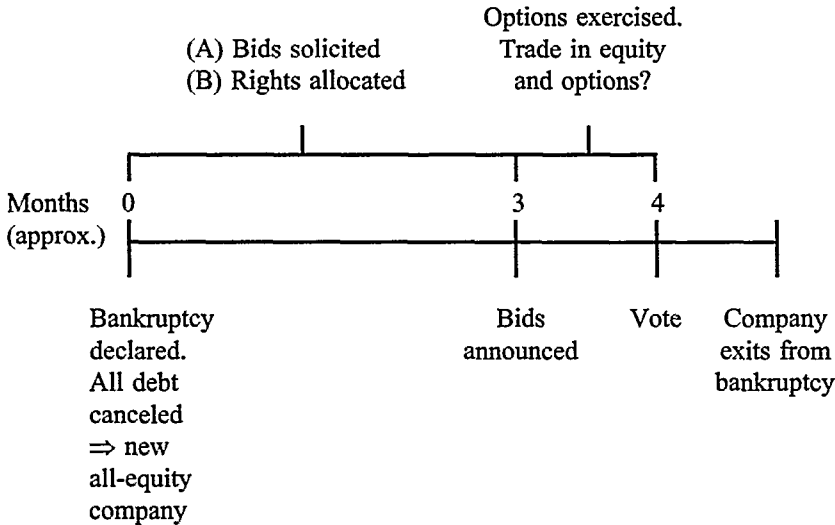 (A) Bids solicited
(B) Rights allocated
Options exercised.
Trade in equity
and options?
Months
(approx.)
0
3
4
Bankruptcy
declared.
All debt
canceled
⇒ new
all-equity
company
Bids
announced
Vote
Company
exits from
bankruptcy